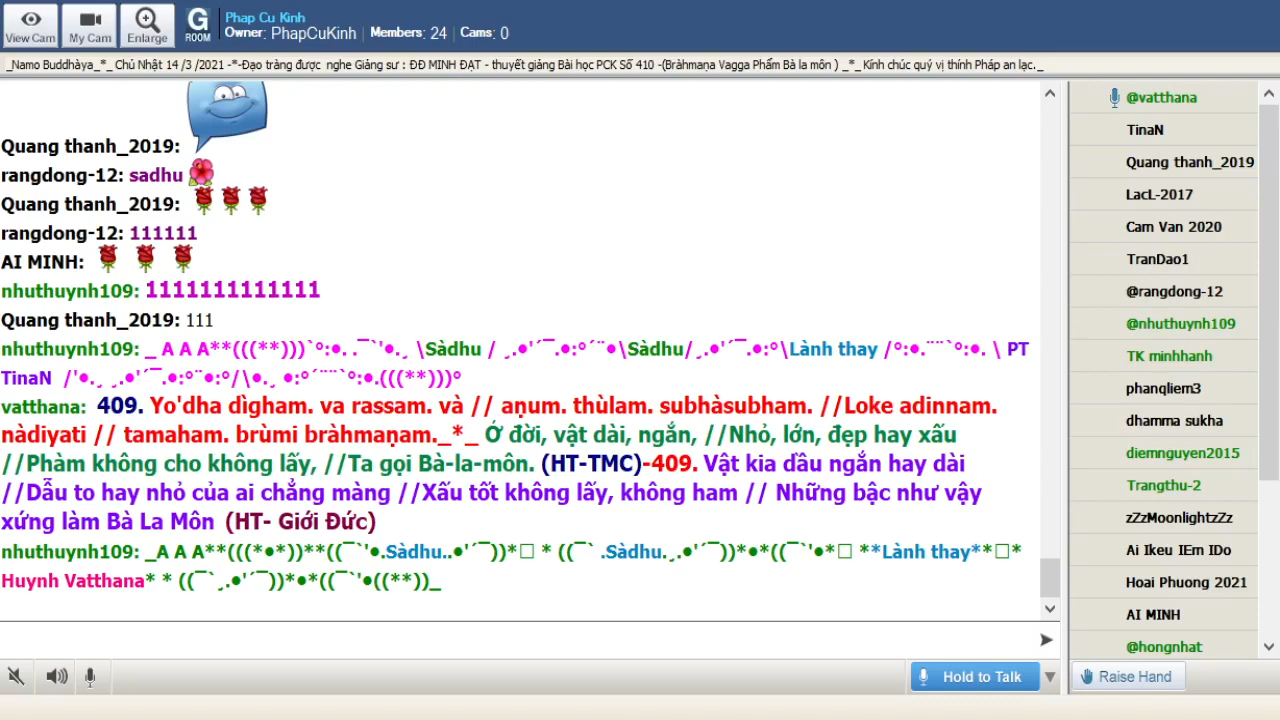 View Cam
My Cam
Enlarge
G
ROOM
Phap Cu Kinh
Owner: PhapCuKinh | Members: 24 | Cams: 0
_Namo Buddhàya_*_ Chủ Nhật 14 /3 /2021 -*-Đạo tràng được nghe Giảng sư : ĐĐ MINH ĐẠT - thuyết giảng Bài học PCK Số 410 -(Bràhmaṇa Vagga Phẩm Bà la môn ) _*_ Kính chúc quý vị thính Pháp an lạc._
Quang thanh_2019:
rangdong-12: sadhu
Quang thanh_2019:
rangdong-12: 111111
AI MINH:
nhuthuynh109: 1111111111111
Quang thanh_2019: 111
nhuthuynh109: _ A A A**(((**)))`°:•. .¯`'•.¸ \Sàdhu / ¸.•'´¯.•:°´¨•\Sàdhu/¸.•'´¯.•:°\Lành thay /°:•.¨¨`°:•. \ PT
TinaN /'•.¸ ¸.•'´¯.•:°¨•:°/\•.¸ •:°´¨¨`°:•.(((**)))°
vatthana: 409. Yo'dha dìgham. va rassam. và // aṇum. thùlam. subhàsubham. //Loke adinnam.
nàdiyati // tamaham. brùmi bràhmaṇam._*_ Ở đời, vật dài, ngắn, //Nhỏ, lớn, đẹp hay xấu
//Phàm không cho không lấy, //Ta gọi Bà-la-môn. (HT-TMC)-409. Vật kia dầu ngắn hay dài
//Dẫu to hay nhỏ của ai chẳng màng //Xấu tốt không lấy, không ham // Những bậc như vậy
xứng làm Bà La Môn (HT- Giới Đức)
nhuthuynh109: _A A A**(((*•*))**((¯`'•.Sàdhu..•'´¯))*□ * ((¯` .Sàdhu.¸.•'´¯))*•*((¯`'•*□ **Lành thay**□*
Huynh Vatthana* * ((¯`¸.•'´¯))*•*((¯`'•((**))_
@vatthana
TinaN
Quang thanh_2019
LacL-2017
Cam Van 2020
TranDao1
@rangdong-12
@nhuthuynh109
TK minhhanh
phanqliem3
dhamma sukha
diemnguyen2015
Trangthu-2
zZzMoonlightzZz
Ai Ikeu IEm IDo
Hoai Phuong 2021
AI MINH
@hongnhat
Hold to Talk
Raise Hand